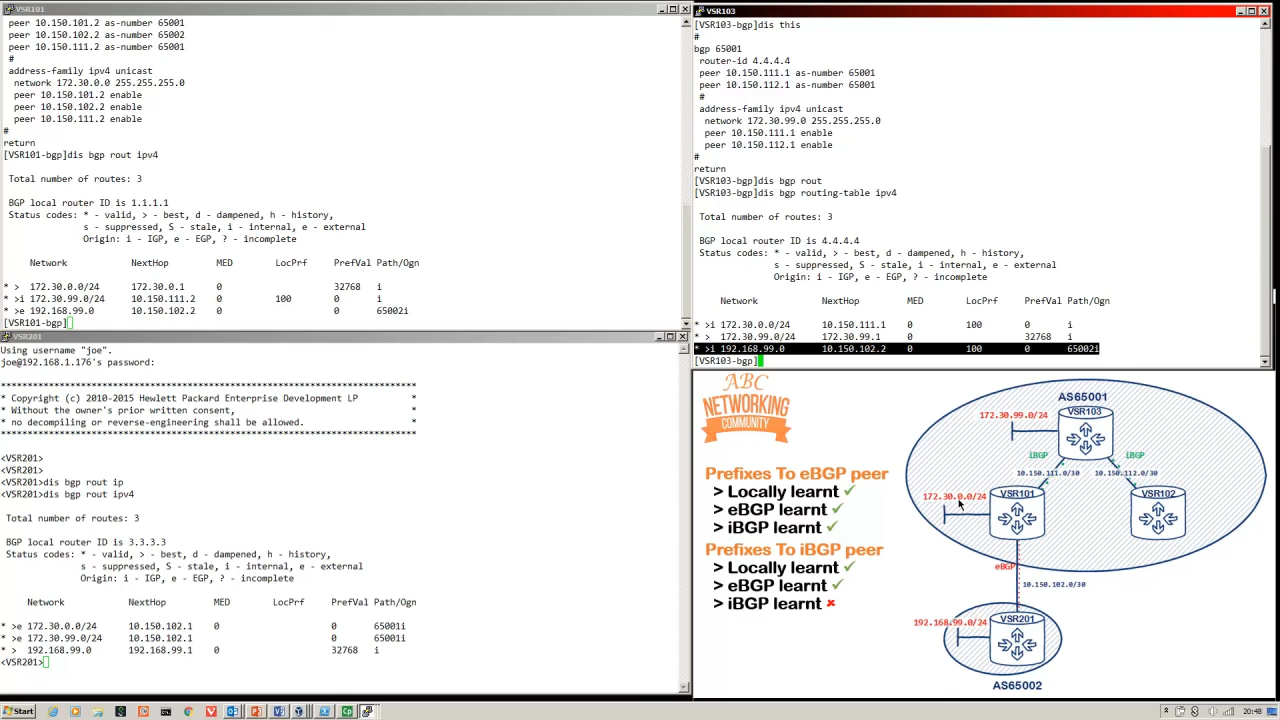 VSR101
peer 10.150.101.2 as-number 65001
peer 10.150.102.2 as-number 65002
peer 10.150.111.2 as-number 65001
#
address-family ipv4 unicast
network 172.30.0.0 255.255.255.0
peer 10.150.101.2 enable
peer 10.150.102.2 enable
peer 10.150.111.2 enable
#
return
[VSR101-bgp]dis bgp rout ipv4
Total number of routes: 3
BGP local router ID is 1.1.1.1
Status codes: * - valid, > - best, d - dampened, h - history,
s - suppressed, S - stale, i - internal, e - external
Origin: i - IGP, e - EGP, ? - incomplete
Network NextHop MED LocPrf PrefVal Path/Ogn
* > 172.30.0.0/24 172.30.0.1 0 32768 i
* >i 172.30.99.0/24 10.150.111.2 0 100 0 i
* >e 192.168.99.0 10.150.102.2 0 0 65002i
[VSR101-bgp]
VSR103
[VSR103-bgp]dis this
#
bgp 65001
router-id 4.4.4.4
peer 10.150.111.1 as-number 65001
peer 10.150.112.1 as-number 65001
#
address-family ipv4 unicast
network 172.30.99.0 255.255.255.0
peer 10.150.111.1 enable
peer 10.150.112.1 enable
#
return
[VSR103-bgp]dis bgp rout
[VSR103-bgp]dis bgp routing-table ipv4
Total number of routes: 3
BGP local router ID is 4.4.4.4
Status codes: * - valid, > - best, d - dampened, h - history,
s - suppressed, S - stale, i - internal, e - external
Origin: i - IGP, e - EGP, ? - incomplete
Network NextHop MED LocPrf PrefVal Path/Ogn
* >i 172.30.0.0/24 10.150.111.1 0 100 0 i
* > 172.30.99.0/24 172.30.99.1 0 32768 i
* >i 192.168.99.0 10.150.102.2 0 100 0 65002i
[VSR103-bgp]
VSR201
Using username "joe".
joe@192.168.1.176's password:
******************************************************************************
* Copyright (c) 2010-2015 Hewlett Packard Enterprise Development LP *
* Without the owner's prior written consent, *
* no decompiling or reverse-engineering shall be allowed. *
******************************************************************************
<VSR201>
<VSR201>
<VSR201>dis bgp rout ip
<VSR201>dis bgp rout ipv4
Total number of routes: 3
BGP local router ID is 3.3.3.3
Status codes: * - valid, > - best, d - dampened, h - history,
s - suppressed, S - stale, i - internal, e - external
Origin: i - IGP, e - EGP, ? - incomplete
Network NextHop MED LocPrf PrefVal Path/Ogn
* >e 172.30.0.0/24 10.150.102.1 0 0 65001i
* >e 172.30.99.0/24 10.150.102.1 0 65001i
* > 192.168.99.0 192.168.99.1 0 32768 i
<VSR201>
ABC
NETWORKING
COMMUNITY
Prefixes To eBGP peer
> Locally learnt ✓
> eBGP learnt ✓
> iBGP learnt ✓
Prefixes To iBGP peer
> Locally learnt ✓
> eBGP learnt ✓
> iBGP learnt ✘
AS65001
VSR103
172.30.99.0/24
iBGP
iBGP
10.150.111.0/30
10.150.112.0/30
172.30.0.0/24
VSR101
VSR102
eBGP
10.150.102.0/30
192.168.99.0/24
VSR201
AS65002
Start
20:48